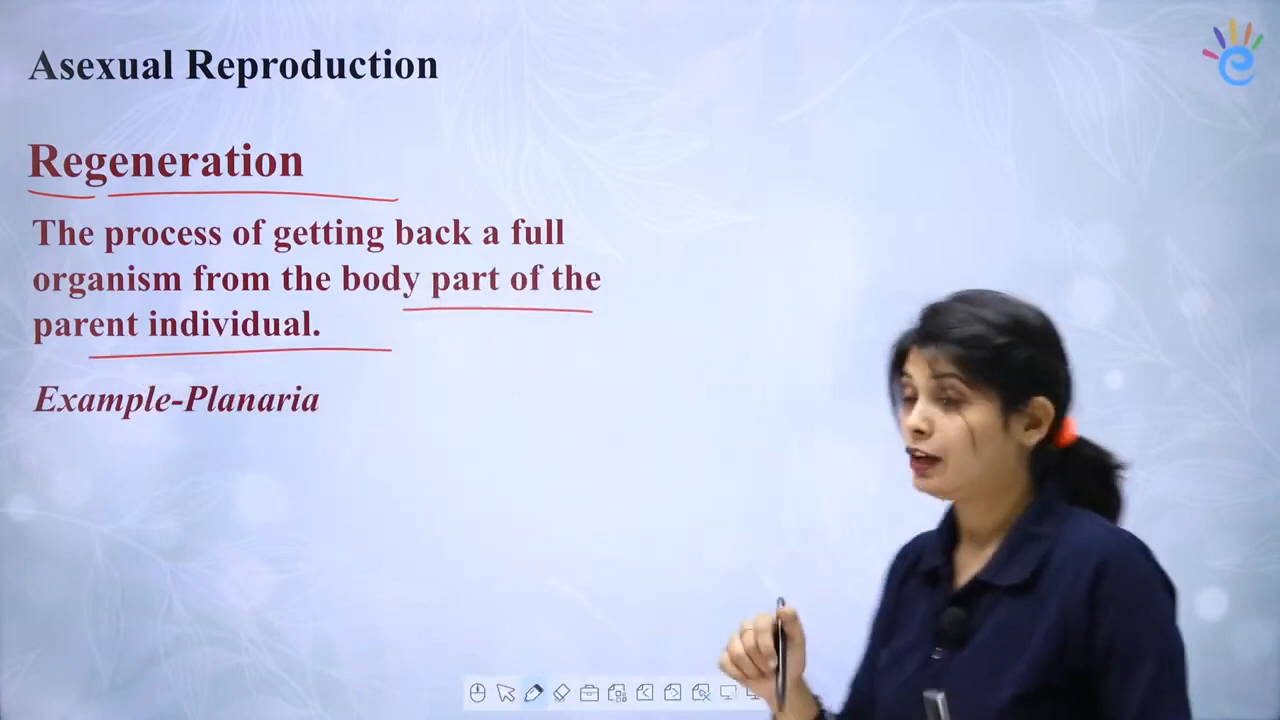 Asexual Reproduction
Regeneration
The process of getting back a full
organism from the body part of the
parent individual.
Example-Planaria